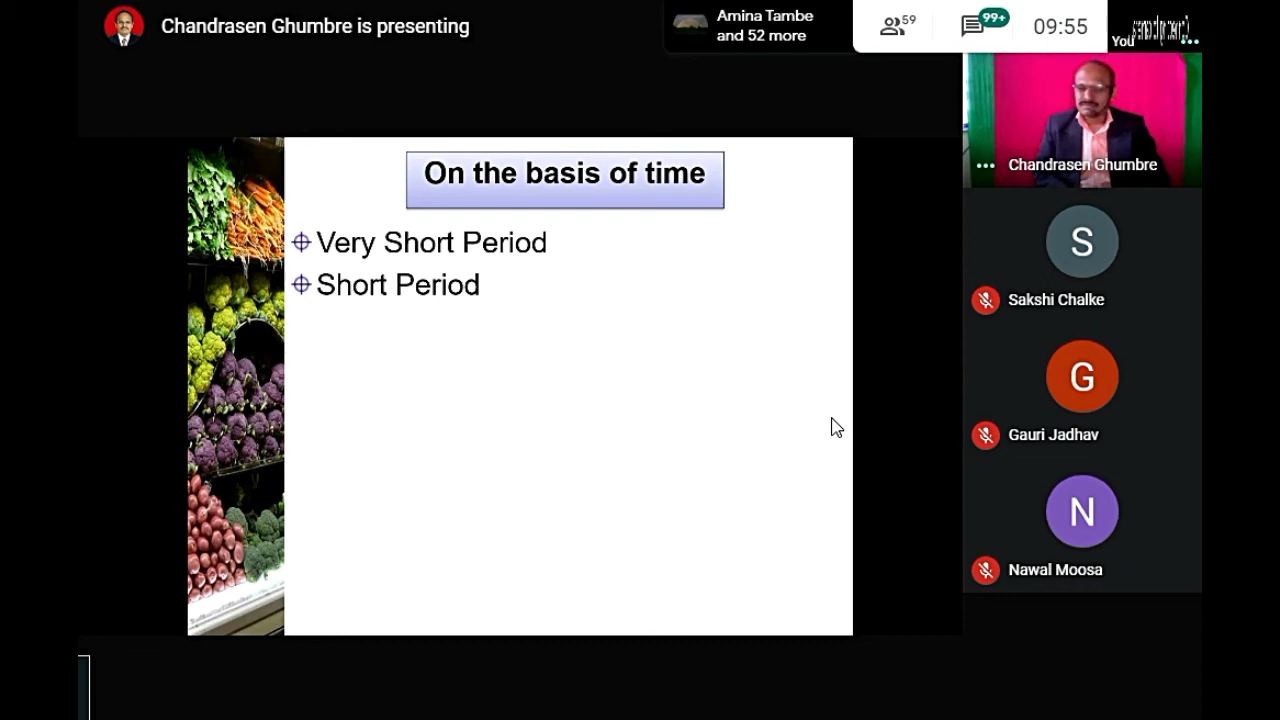 Chandrasen Ghumbre is presenting
Amina Tambe
and 52 more
59
99+
09:55
You
Chandrasen Ghumbre
On the basis of time
Very Short Period
Short Period
S
Sakshi Chalke
G
Gauri Jadhav
N
Nawal Moosa